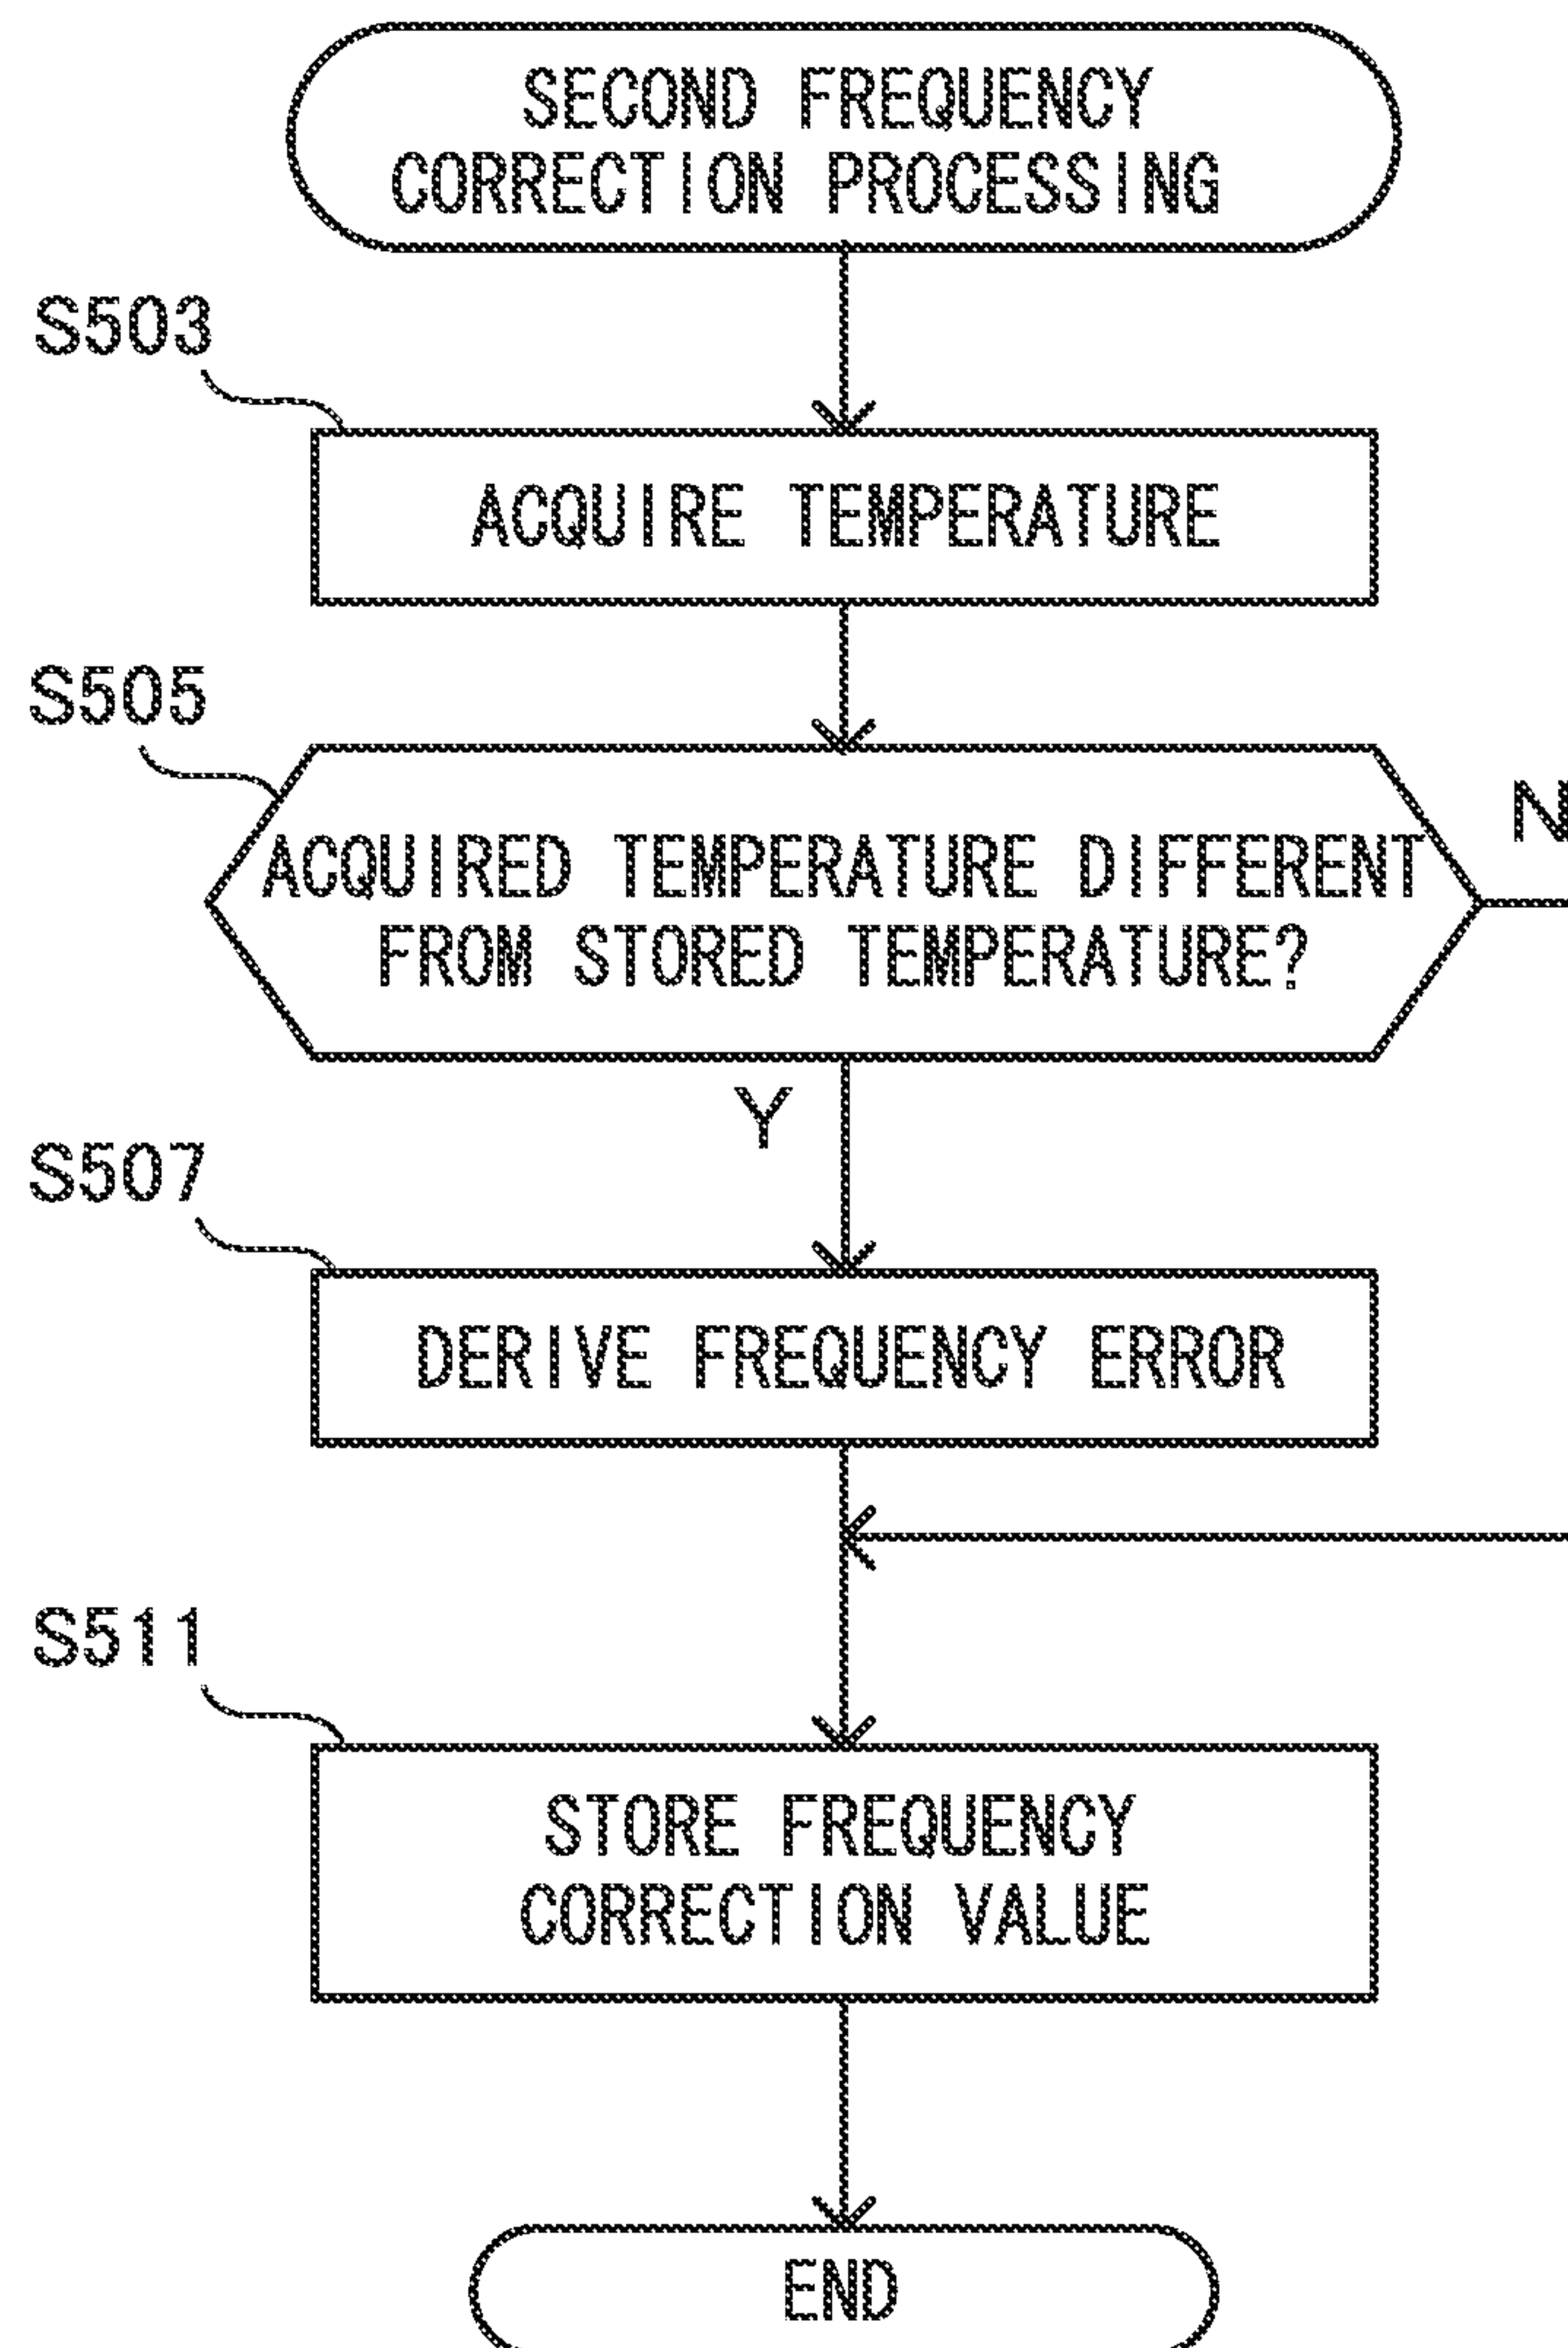 SECOND FREQUENCY
CORRECTION PROCESSING
S503
ACQUIRE TEMPERATURE
S505
ACQUIRED TEMPERATURE DIFFERENT
FROM STORED TEMPERATURE?
N
Y
S507
DERIVE FREQUENCY ERROR
S511
STORE FREQUENCY
CORRECTION VALUE
END